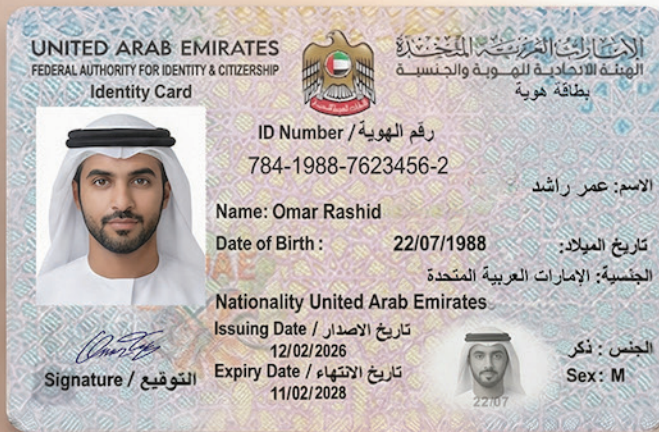 UNITED ARAB EMIRATES
FEDERAL AUTHORITY FOR IDENTITY & CITIZENSHIP
Identity Card
الهيئة الاتحادية للهوية والجنسية
بطاقة هوية
ID Number / رقم الهوية
784-1988-7623456-2
الاسم: عمر راشد
Name: Omar Rashid
Date of Birth : 22/07/1988 تاريخ الميلاد:
الجنسية: الإمارات العربية المتحدة
Nationality United Arab Emirates
Issuing Date / تاريخ الاصدار
12/02/2026
الجنس : ذكر
Expiry Date / تاريخ الانتهاء
11/02/2028
Sex: M
Signature / التوقيع
22/07